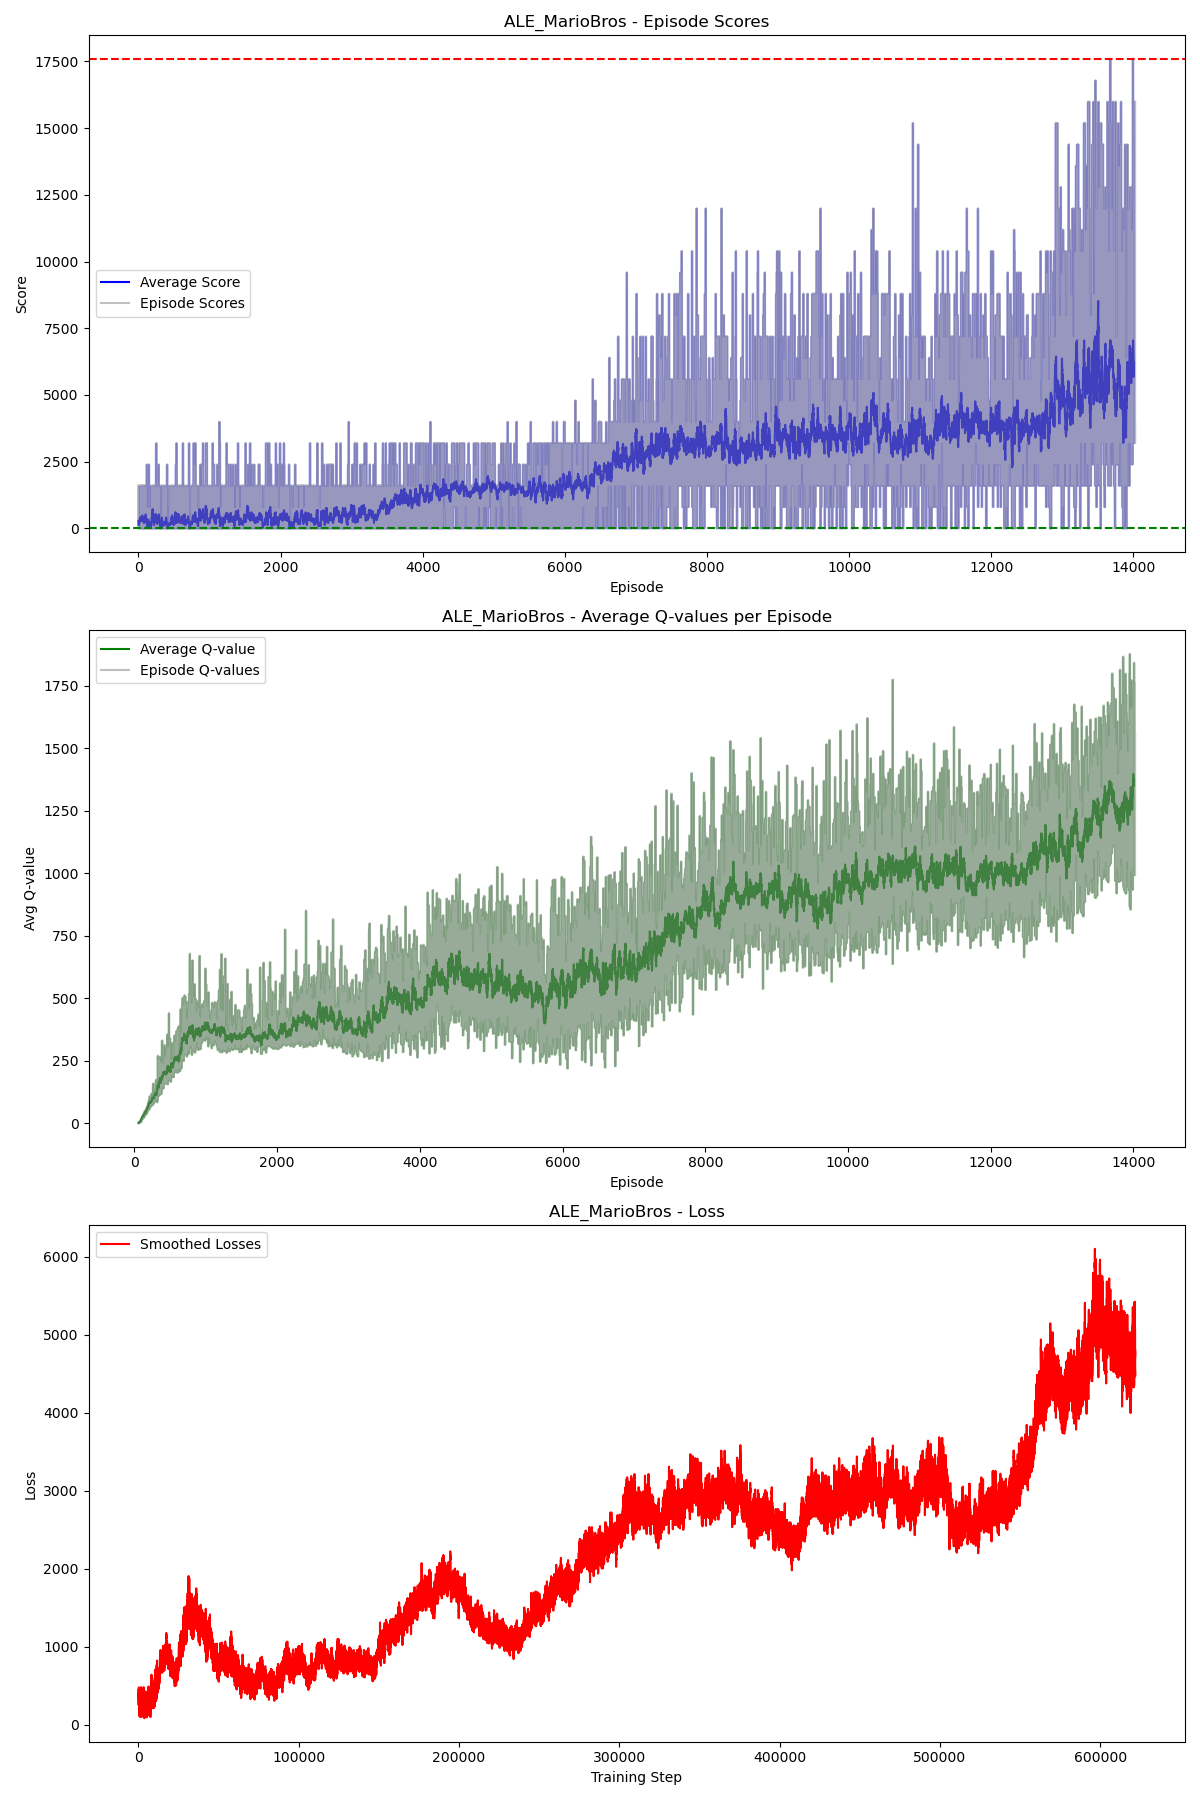 ALE_MarioBros - Episode Scores
17500
15000
12500
10000
7500
5000
2500
0
Score
Average Score
Episode Scores
0 2000 4000 6000 8000 10000 12000 14000
Episode
ALE_MarioBros - Average Q-values per Episode
Average Q-value
Episode Q-values
1750
1500
1250
1000
750
500
250
0
Avg Q-value
0 2000 4000 6000 8000 10000 12000 14000
Episode
ALE_MarioBros - Loss
Smoothed Losses
6000
5000
4000
3000
2000
1000
0
Loss
0 100000 200000 300000 400000 500000 600000
Training Step